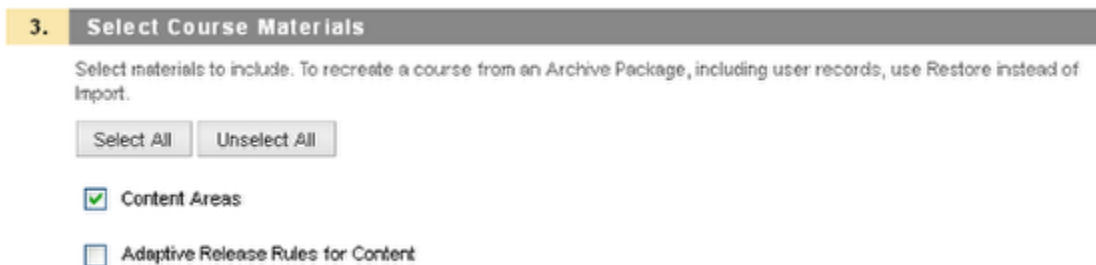 3. Select Course Materials
Select materials to include. To recreate a course from an Archive Package, including user records, use Restore instead of
Import.
Select All Unselect All
Content Areas
Adaptive Release Rules for Content